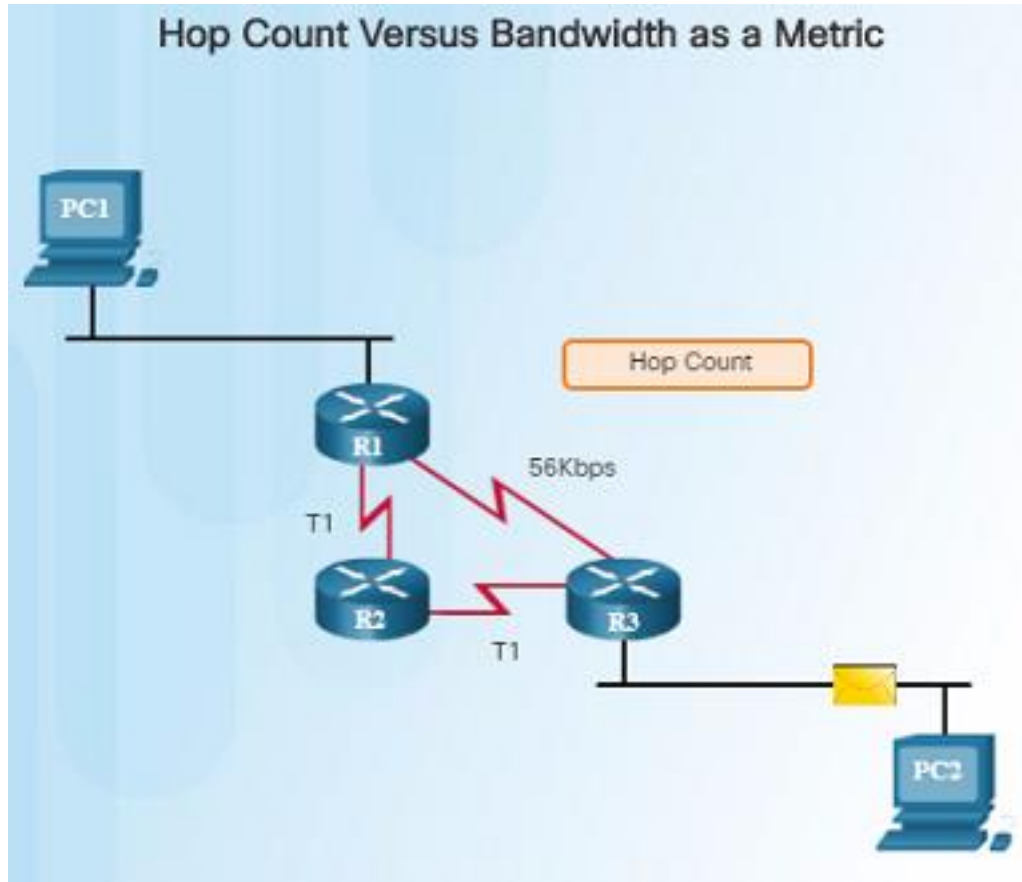 Hop Count Versus Bandwidth as a Metric
PC1
Hop Count
R1
56Kbps
T1
R2
R3
T1
PC2